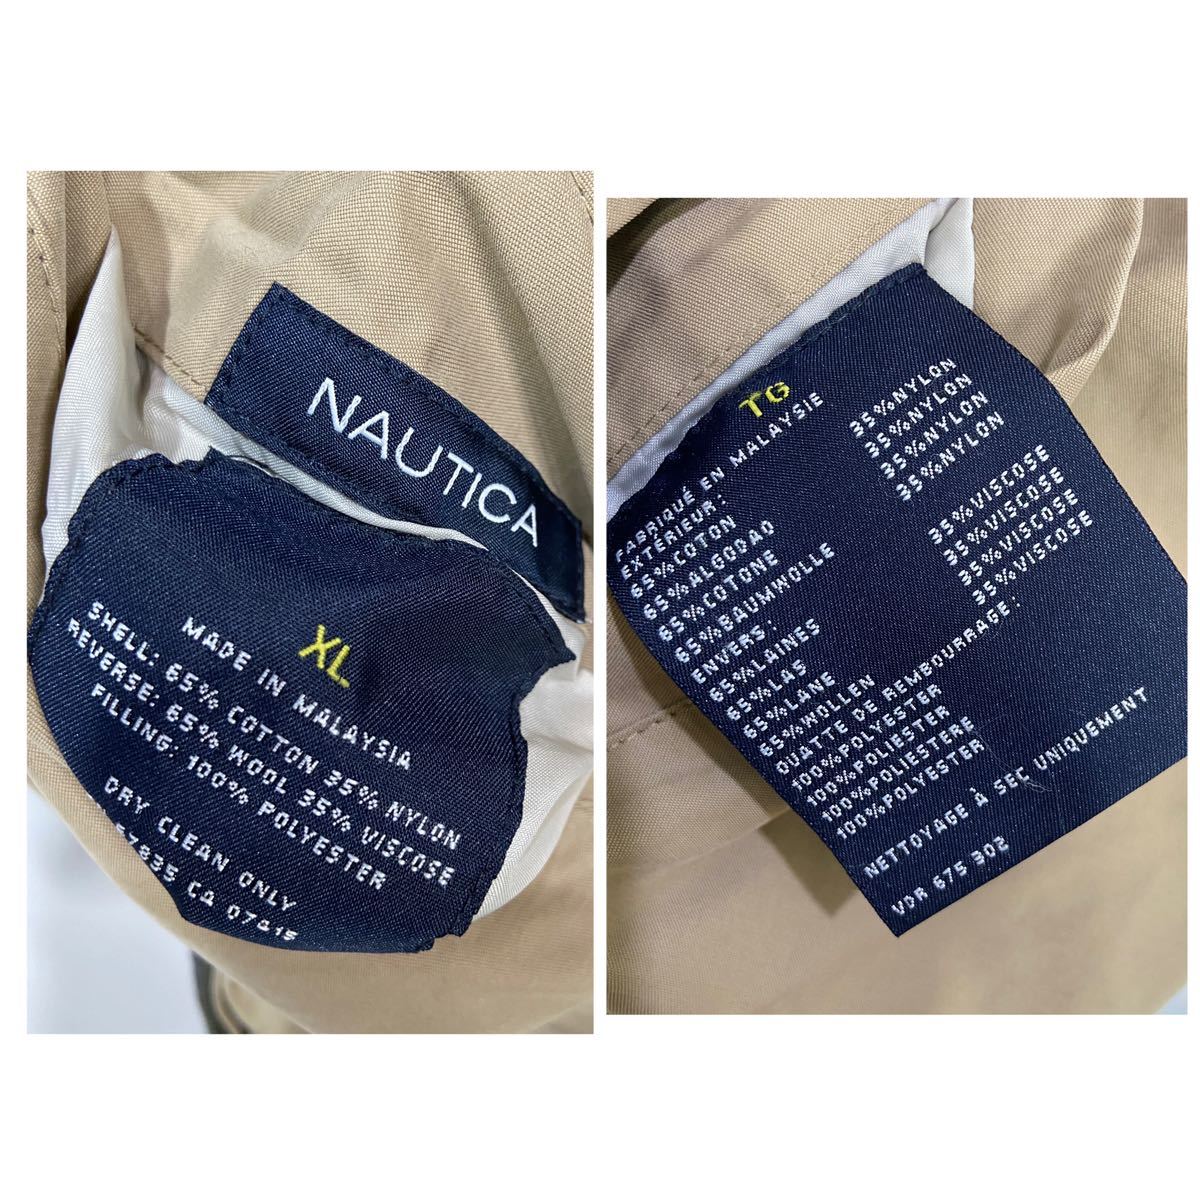 NAUTICA
XL
MADE IN MALAYSIA
SHELL: 65% COTTON 35% NYLON
REVERSE: 65% WOOL 35% VISCOSE
FILLING: 100% POLYESTER
DRY CLEAN ONLY
57835 CA 07415
TG
FABRIQUÉ EN MALAYSIE
EXTÉRIEUR:
65%COTON 35%NYLON
65%ALGODAO 35%NYLON
65%COTONE 35%NYLON
65%BAUMWOLLE 35%NYLON
ENVERS:
65%LAINES 35%VISCOSE
65%LAS 35%VISCOSE
65%LANE 35%VISCOSE
65%WOLLEN 35%VISCOSE
OUATTE DE REMBOURRAGE:
100%POLYESTER
100%POLIESTER
100%POLIESTERE
100%POLYESTER
NETTOYAGE À SEC UNIQUEMENT
VDR 675 302